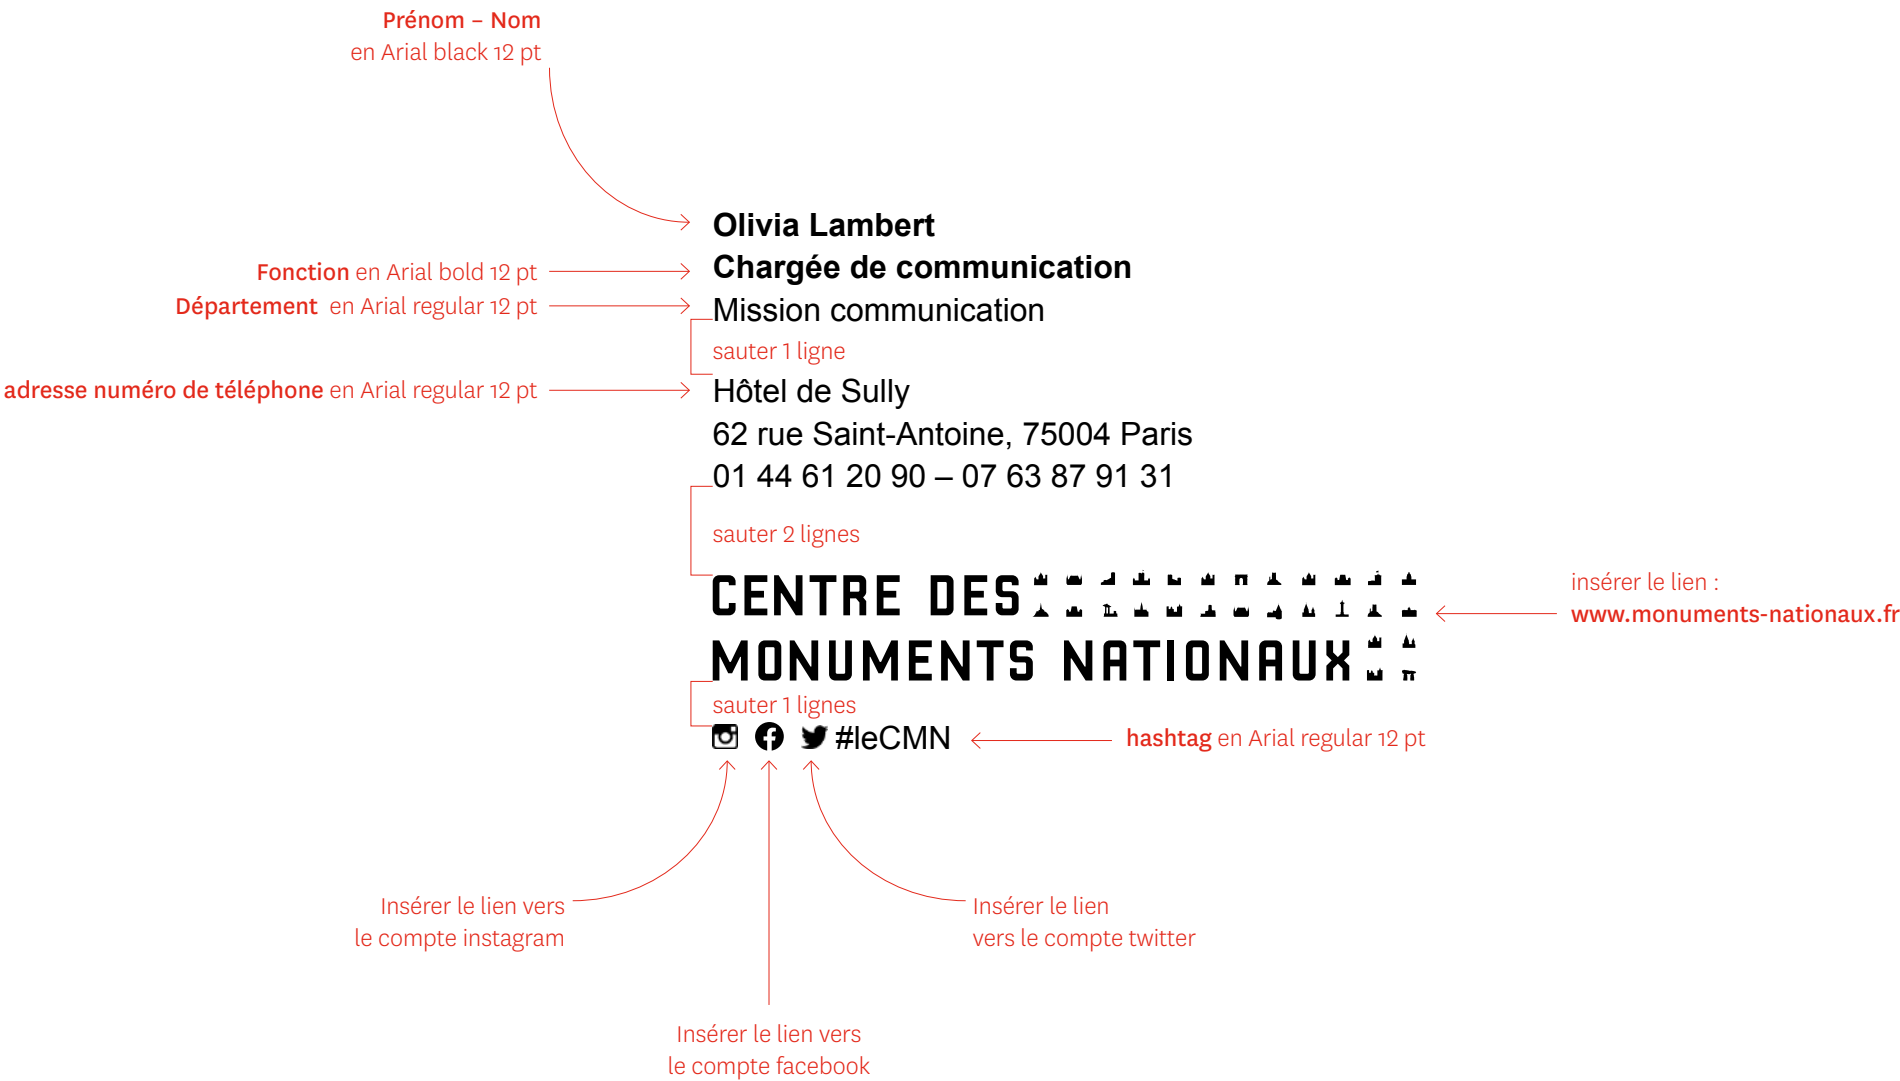 Prénom – Nom
en Arial black 12 pt
Olivia Lambert
Fonction en Arial bold 12 pt
Chargée de communication
Département en Arial regular 12 pt
Mission communication
sauter 1 ligne
adresse numéro de téléphone en Arial regular 12 pt
Hôtel de Sully
62 rue Saint-Antoine, 75004 Paris
01 44 61 20 90 – 07 63 87 91 31
sauter 2 lignes
CENTRE DES
MONUMENTS NATIONAUX
insérer le lien :
www.monuments-nationaux.fr
sauter 1 lignes
#leCMN
hashtag en Arial regular 12 pt
Insérer le lien vers
le compte instagram
Insérer le lien
vers le compte twitter
Insérer le lien vers
le compte facebook